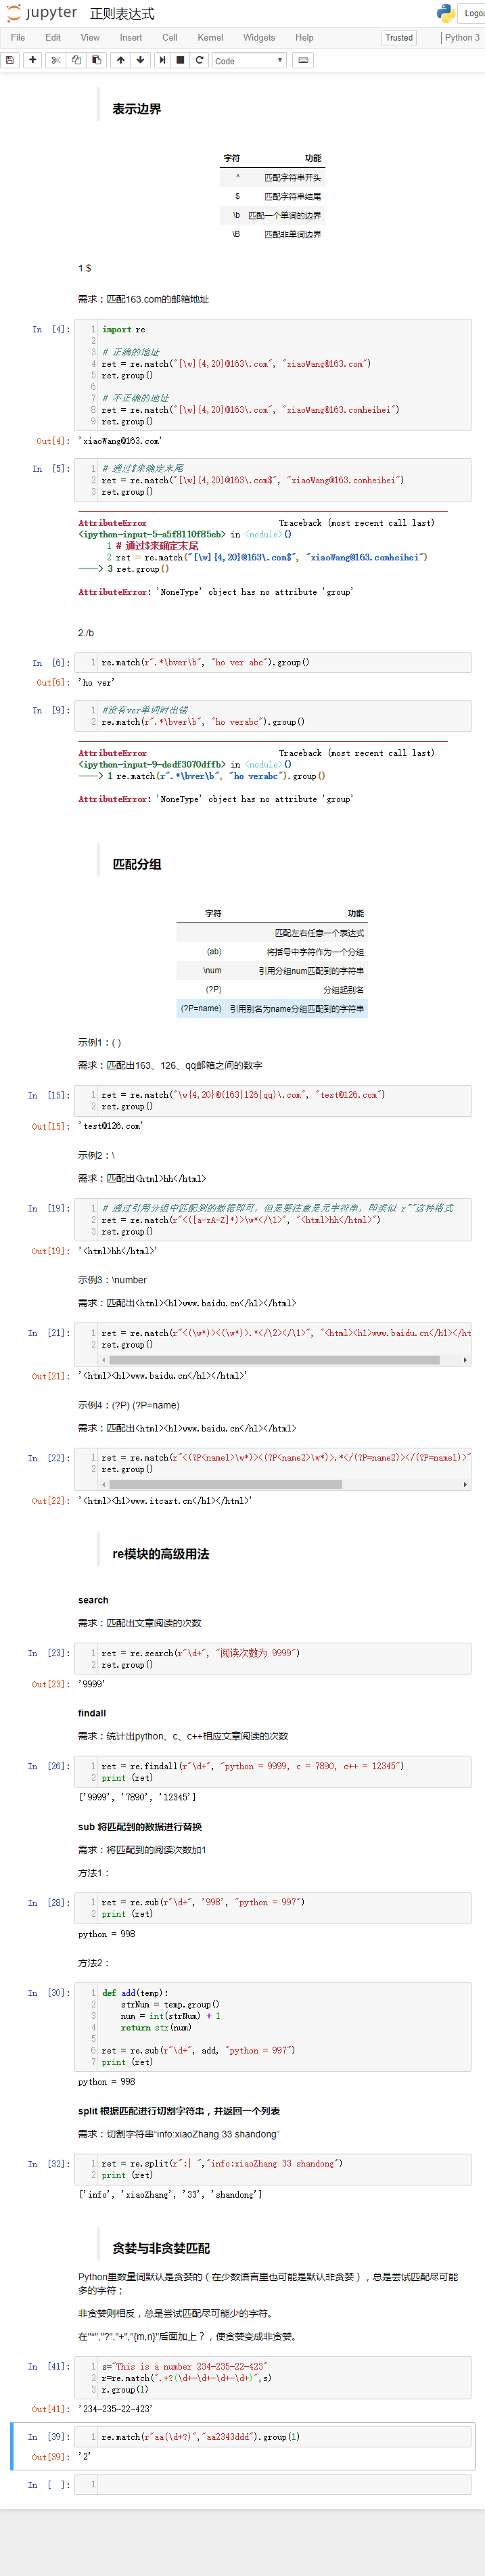 jupyter 正则表达式
Logou
File Edit View Insert Cell Kernel Widgets Help Trusted Python 3
Code
表示边界
字符 功能
^ 匹配字符串开头
$ 匹配字符串结尾
\b 匹配一个单词的边界
\B 匹配非单词边界
1.$
需求：匹配163.com的邮箱地址
In [4]:
1 import re
2
3 # 正确的地址
4 ret = re.match("[\w]{4,20}@163\.com", "xiaoWang@163.com")
5 ret.group()
6
7 # 不正确的地址
8 ret = re.match("[\w]{4,20}@163\.com", "xiaoWang@163.comheihei")
9 ret.group()
Out[4]: 'xiaoWang@163.com'
In [5]:
1 # 通过$来确定末尾
2 ret = re.match("[\w]{4,20}@163\.com$", "xiaoWang@163.comheihei")
3 ret.group()
AttributeError Traceback (most recent call last)
<ipython-input-5-a5f8110f85eb> in <module>()
1 # 通过$来确定末尾
2 ret = re.match("[\w]{4,20}@163\.com$", "xiaoWang@163.comheihei")
----> 3 ret.group()
AttributeError: 'NoneType' object has no attribute 'group'
2./b
In [6]:
1 re.match(r".*\bver\b", "ho ver abc").group()
Out[6]: 'ho ver'
In [9]:
1 #没有ver单词时出错
2 re.match(r".*\bver\b", "ho verabc").group()
AttributeError Traceback (most recent call last)
<ipython-input-9-dedf3070dffb> in <module>()
----> 1 re.match(r".*\bver\b", "ho verabc").group()
AttributeError: 'NoneType' object has no attribute 'group'
匹配分组
字符 功能
匹配左右任意一个表达式
(ab) 将括号中字符作为一个分组
\num 引用分组num匹配到的字符串
(?P) 分组起别名
(?P=name) 引用别名为name分组匹配到的字符串
示例1：( )
需求：匹配出163、126、qq邮箱之间的数字
In [15]:
1 ret = re.match("\w{4,20}@(163|126|qq)\.com", "test@126.com")
2 ret.group()
Out[15]: 'test@126.com'
示例2：\
需求：匹配出<html>hh</html>
In [19]:
1 # 通过引用分组中匹配到的数据即可，但是要注意是元字符串，即类似 r""这种格式
2 ret = re.match(r"<([a-zA-Z]*)>\w*</\1>", "<html>hh</html>")
3 ret.group()
Out[19]: '<html>hh</html>'
示例3：\number
需求：匹配出<html><h1>www.baidu.cn</h1></html>
In [21]:
1 ret = re.match(r"<(\w*)><(\w*)>.*</\2></\1>", "<html><h1>www.baidu.cn</h1></ht
2 ret.group()
Out[21]: '<html><h1>www.baidu.cn</h1></html>'
示例4：(?P) (?P=name)
需求：匹配出<html><h1>www.baidu.cn</h1></html>
In [22]:
1 ret = re.match(r"<(?P<name1>\w*)><(?P<name2>\w*)>.*</(?P=name2)></(?P=name1)>"
2 ret.group()
Out[22]: '<html><h1>www.itcast.cn</h1></html>'
re模块的高级用法
search
需求：匹配出文章阅读的次数
In [23]:
1 ret = re.search(r"\d+", "阅读次数为 9999")
2 ret.group()
Out[23]: '9999'
findall
需求：统计出python、c、c++相应文章阅读的次数
In [26]:
1 ret = re.findall(r"\d+", "python = 9999, c = 7890, c++ = 12345")
2 print (ret)
['9999', '7890', '12345']
sub 将匹配到的数据进行替换
需求：将匹配到的阅读次数加1
方法1：
In [28]:
1 ret = re.sub(r"\d+", '998', "python = 997")
2 print (ret)
python = 998
方法2：
In [30]:
1 def add(temp):
2 strNum = temp.group()
3 num = int(strNum) + 1
4 return str(num)
5
6 ret = re.sub(r"\d+", add, "python = 997")
7 print (ret)
python = 998
split 根据匹配进行切割字符串，并返回一个列表
需求：切割字符串“info:xiaoZhang 33 shandong”
In [32]:
1 ret = re.split(r":| ","info:xiaoZhang 33 shandong")
2 print (ret)
['info', 'xiaoZhang', '33', 'shandong']
贪婪与非贪婪匹配
Python里数量词默认是贪婪的（在少数语言里也可能是默认非贪婪），总是尝试匹配尽可能
多的字符；
非贪婪则相反，总是尝试匹配尽可能少的字符。
在"*","?","+","{m,n}"后面加上？，使贪婪变成非贪婪。
In [41]:
1 s="This is a number 234-235-22-423"
2 r=re.match(".+?(\d+-\d+-\d+-\d+)",s)
3 r.group(1)
Out[41]: '234-235-22-423'
In [39]:
1 re.match(r"aa(\d+?)","aa2343ddd").group(1)
Out[39]: '2'
In [ ]:
1